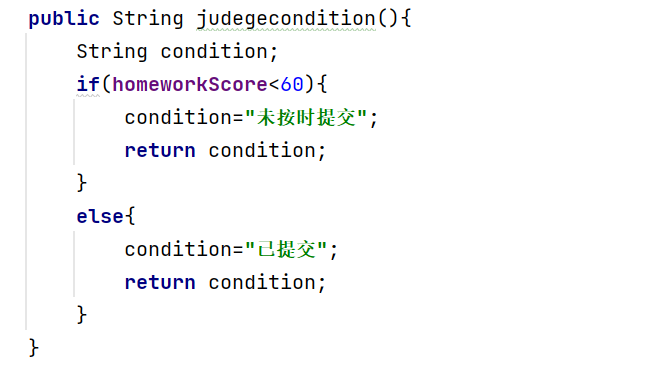 public String judegecondition(){
    String condition;
    if(homeworkScore<60){
        condition="未按时提交";
        return condition;
    }
    else{
        condition="已提交";
        return condition;
    }
}